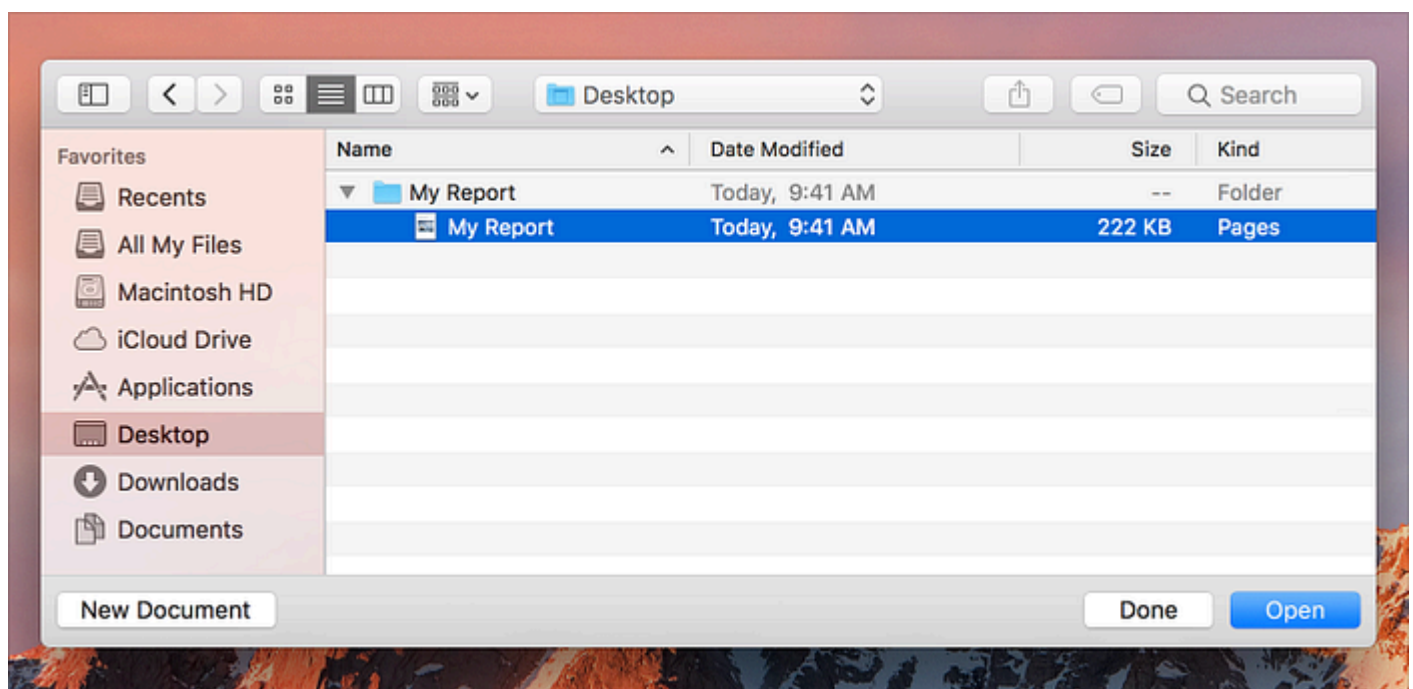 Desktop
Search
Favorites
Recents
All My Files
Macintosh HD
iCloud Drive
Applications
Desktop
Downloads
Documents
Name Date Modified Size Kind
My Report Today, 9:41 AM -- Folder
My Report Today, 9:41 AM 222 KB Pages
New Document Done Open